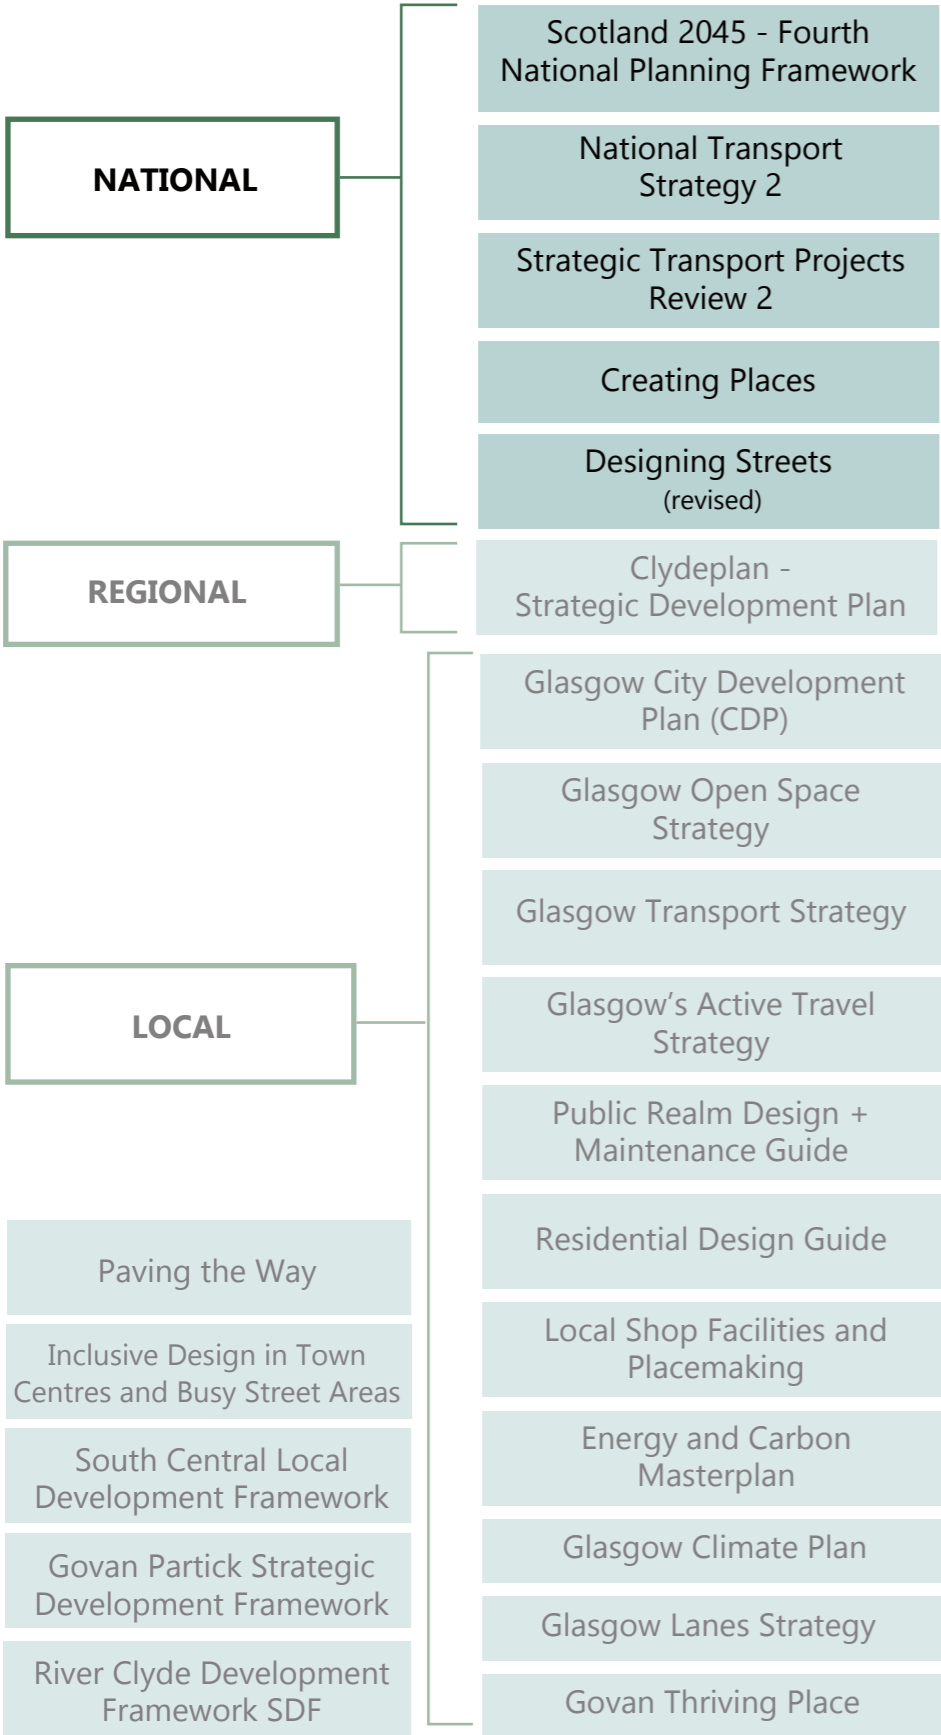 NATIONAL
Scotland 2045 - Fourth
National Planning Framework
National Transport
Strategy 2
Strategic Transport Projects
Review 2
Creating Places
Designing Streets
(revised)
REGIONAL
Clydeplan -
Strategic Development Plan
LOCAL
Glasgow City Development
Plan (CDP)
Glasgow Open Space
Strategy
Glasgow Transport Strategy
Glasgow’s Active Travel
Strategy
Public Realm Design +
Maintenance Guide
Residential Design Guide
Local Shop Facilities and
Placemaking
Energy and Carbon
Masterplan
Glasgow Climate Plan
Glasgow Lanes Strategy
Govan Thriving Place
Paving the Way
Inclusive Design in Town
Centres and Busy Street Areas
South Central Local
Development Framework
Govan Partick Strategic
Development Framework
River Clyde Development
Framework SDF